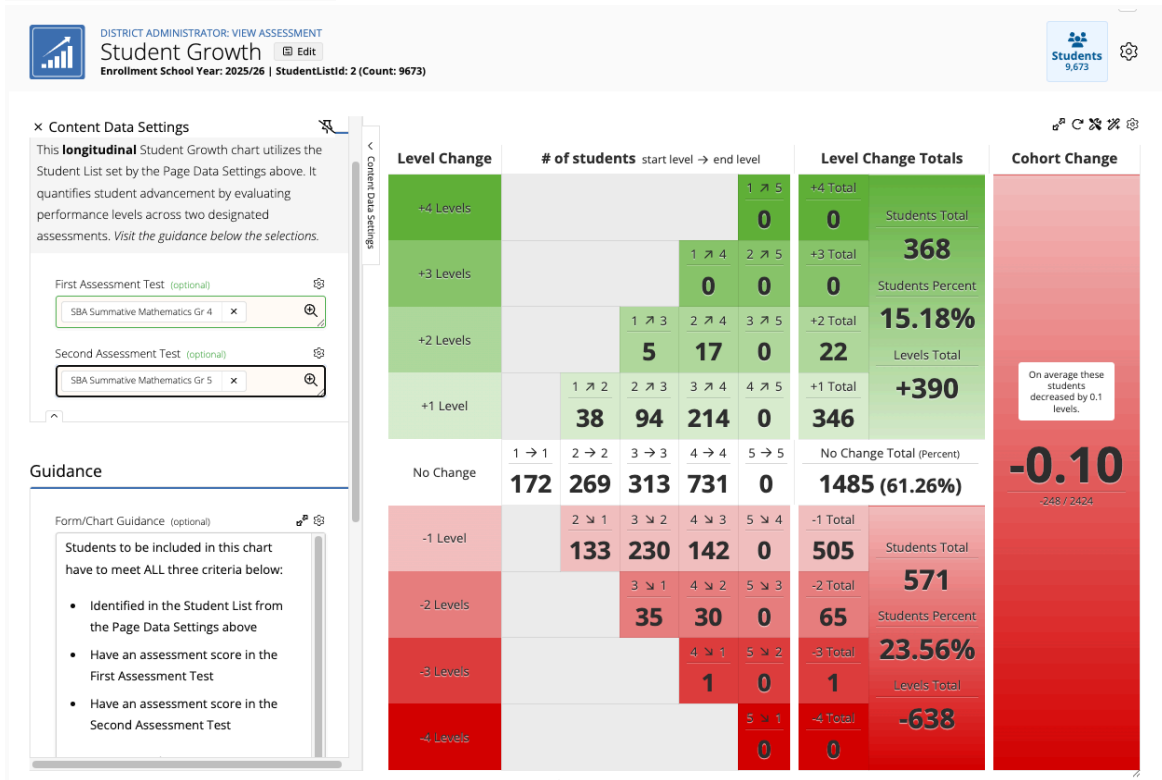 DISTRICT ADMINISTRATOR: VIEW ASSESSMENT
Student Growth Edit
Enrollment School Year: 2025/26 | StudentListId: 2 (Count: 9673)
Students
9,673
× Content Data Settings
This longitudinal Student Growth chart utilizes the
Student List set by the Page Data Settings above. It
quantifies student advancement by evaluating
performance levels across two designated
assessments. Visit the guidance below the selections.
First Assessment Test (optional)
SBA Summative Mathematics Gr 4 ×
Second Assessment Test (optional)
SBA Summative Mathematics Gr 5 ×
Guidance
Form/Chart Guidance (optional)
Students to be included in this chart
have to meet ALL three criteria below:
• Identified in the Student List from
the Page Data Settings above
• Have an assessment score in the
First Assessment Test
• Have an assessment score in the
Second Assessment Test
< Content Data Settings
Level Change # of students start level → end level Level Change Totals Cohort Change
+4 Levels
1 ↗ 5
0
+4 Total
0
+3 Levels
1 ↗ 4 2 ↗ 5
0 0
+3 Total
0
+2 Levels
1 ↗ 3 2 ↗ 4 3 ↗ 5
5 17 0
+2 Total
22
+1 Level
1 ↗ 2 2 ↗ 3 3 ↗ 4 4 ↗ 5
38 94 214 0
+1 Total
346
Students Total
368
Students Percent
15.18%
Levels Total
+390
No Change
1 → 1 2 → 2 3 → 3 4 → 4 5 → 5
172 269 313 731 0
No Change Total (Percent)
1485 (61.26%)
-1 Level
2 ↘ 1 3 ↘ 2 4 ↘ 3 5 ↘ 4
133 230 142 0
-1 Total
505
-2 Levels
3 ↘ 1 4 ↘ 2 5 ↘ 3
35 30 0
-2 Total
65
-3 Levels
4 ↘ 1 5 ↘ 2
1 0
-3 Total
1
-4 Levels
5 ↘ 1
0
-4 Total
0
Students Total
571
Students Percent
23.56%
Levels Total
-638
On average these
students
decreased by 0.1
levels.
-0.10
-248 / 2424